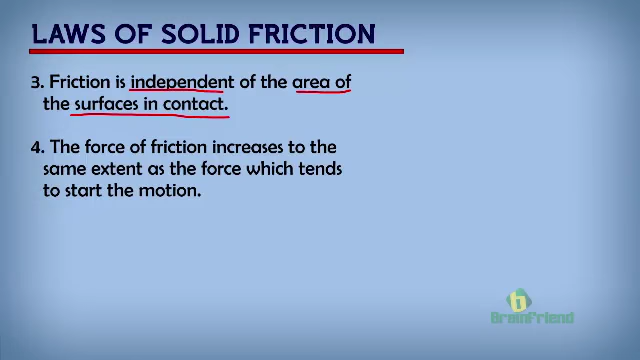 LAWS OF SOLID FRICTION
3. Friction is independent of the area of
the surfaces in contact.
4. The force of friction increases to the
same extent as the force which tends
to start the motion.
BrainFriend